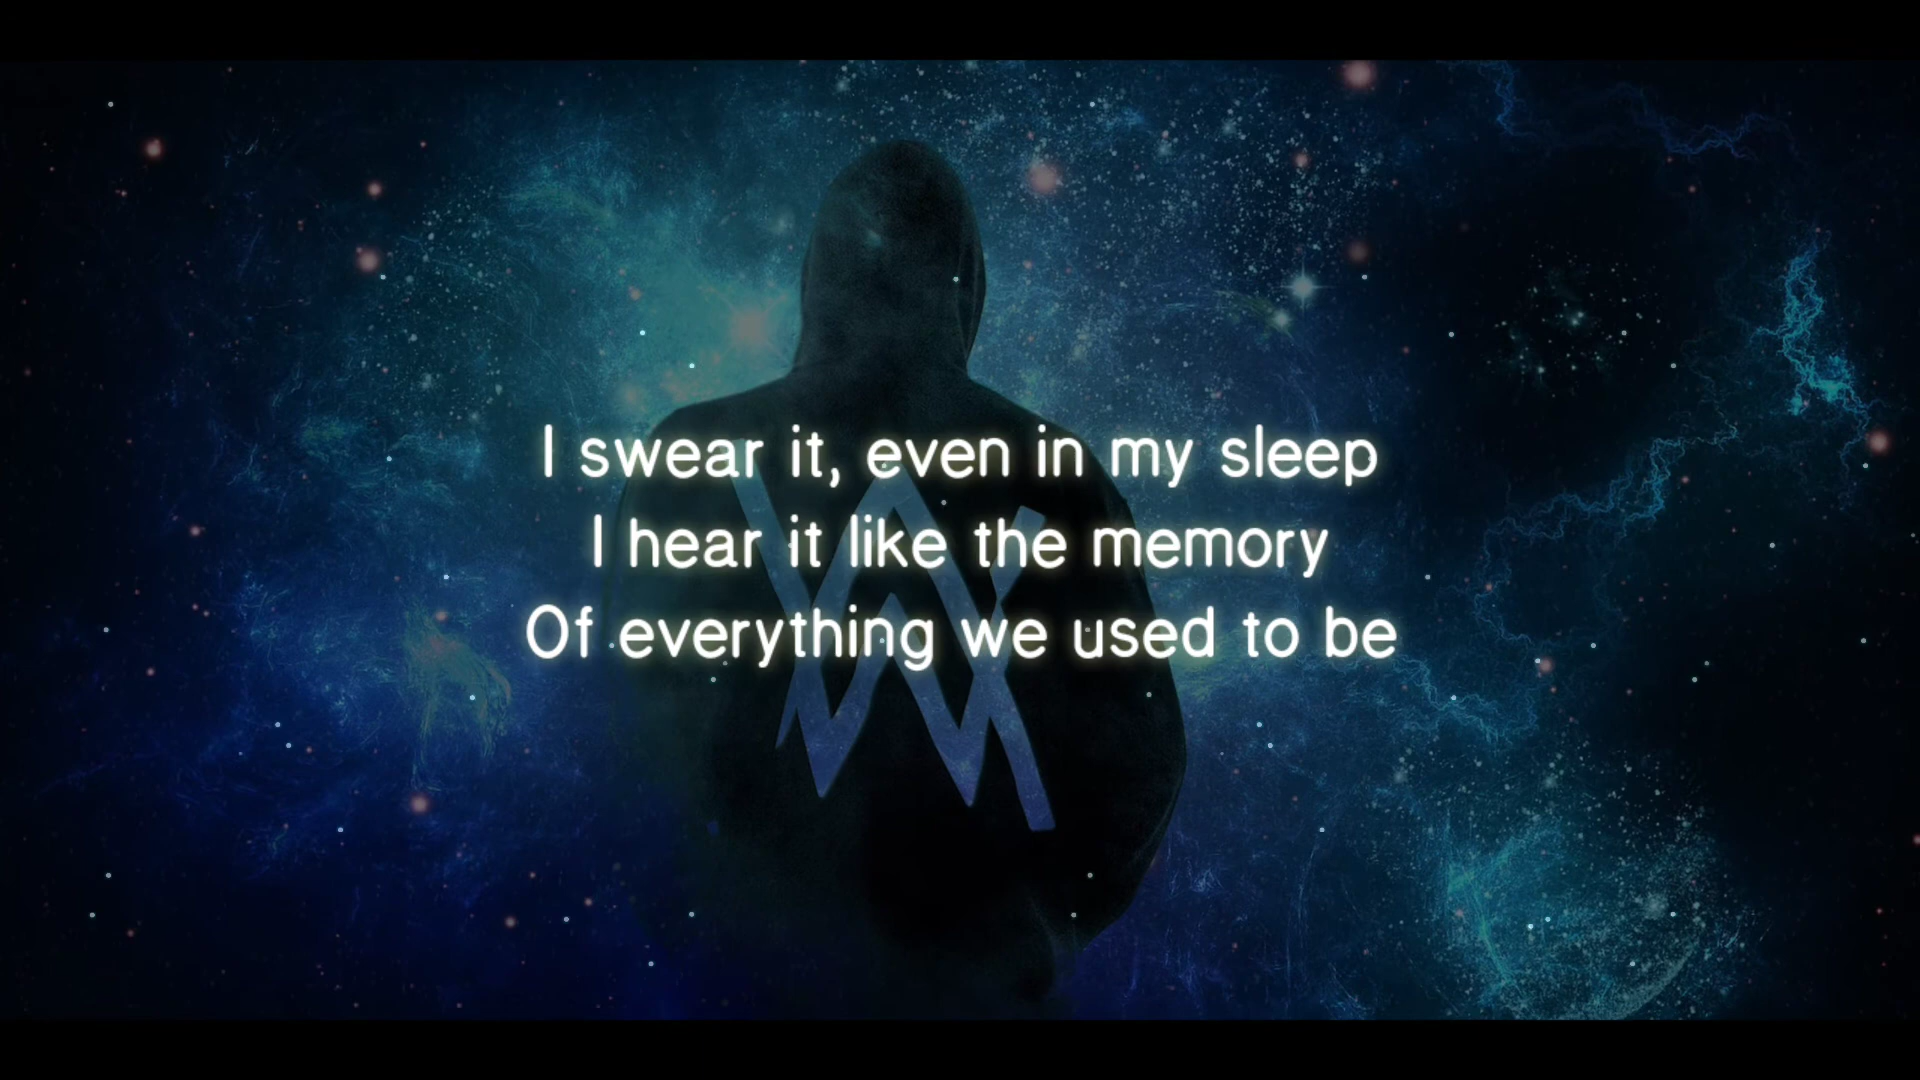 I swear it, even in my sleep
I hear it like the memory
Of everything we used to be